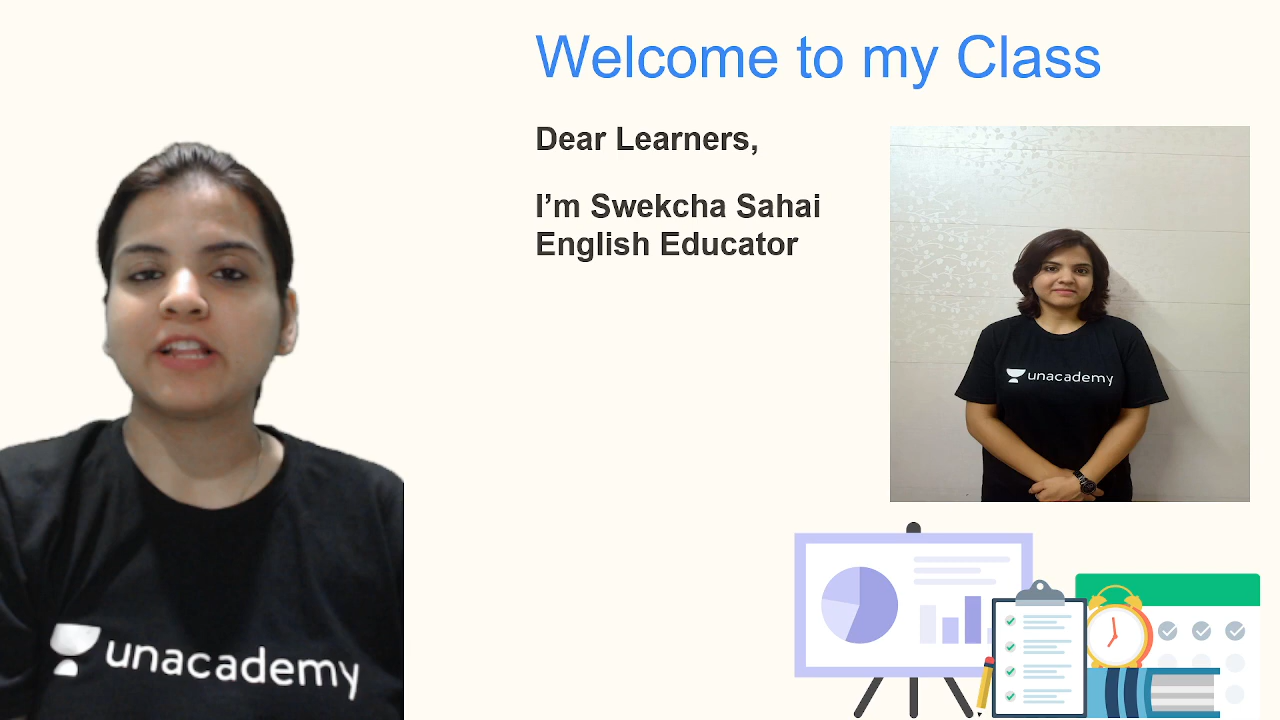 Welcome to my Class
Dear Learners,
I’m Swekcha Sahai
English Educator
unacademy
unacademy